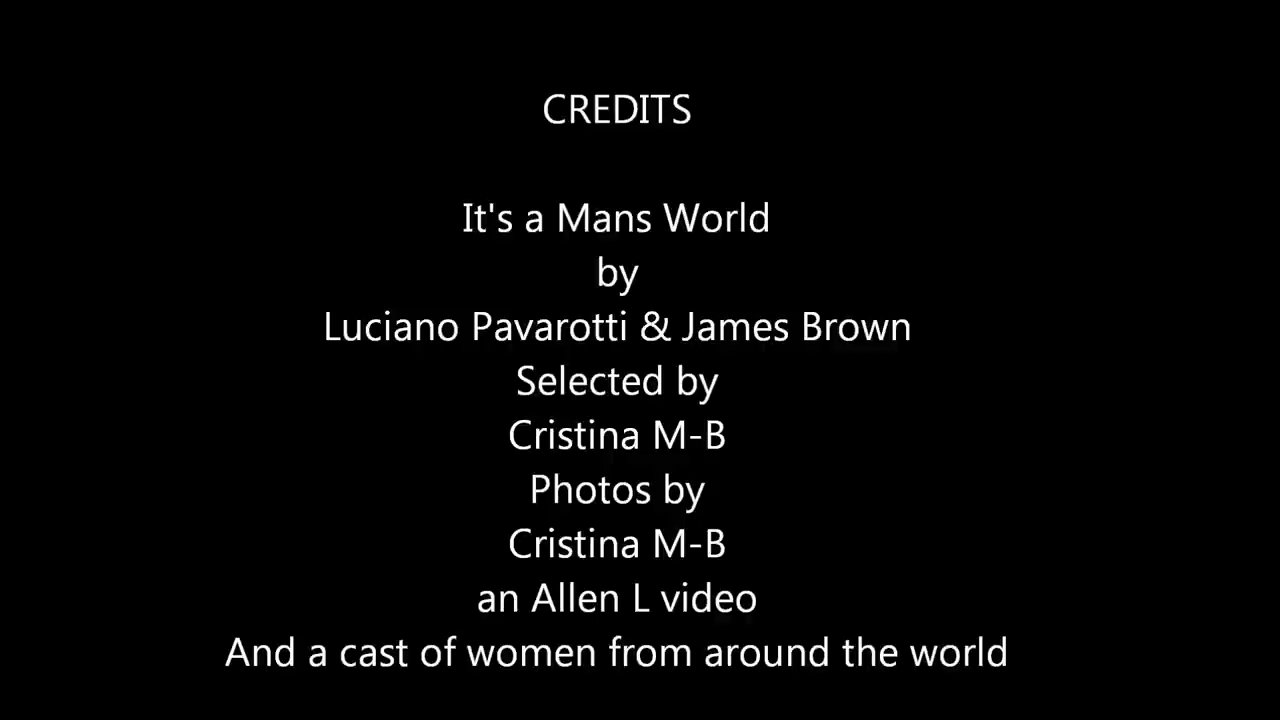 CREDITS
It's a Mans World
by
Luciano Pavarotti & James Brown
Selected by
Cristina M-B
Photos by
Cristina M-B
an Allen L video
And a cast of women from around the world